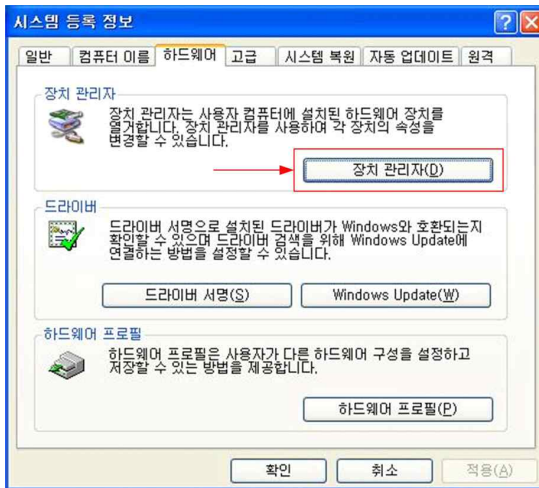 시스템 등록 정보
일반 컴퓨터 이름 하드웨어 고급 시스템 복원 자동 업데이트 원격
장치 관리자
장치 관리자는 사용자 컴퓨터에 설치된 하드웨어 장치를
열거합니다. 장치 관리자를 사용하여 각 장치의 속성을
변경할 수 있습니다.
장치 관리자(D)
드라이버
드라이버 서명으로 설치된 드라이버가 Windows와 호환되는지
확인할 수 있으며 드라이버 검색을 위해 Windows Update에
연결하는 방법을 설정할 수 있습니다.
드라이버 서명(S) Windows Update(W)
하드웨어 프로필
하드웨어 프로필은 사용자가 다른 하드웨어 구성을 설정하고
저장할 수 있는 방법을 제공합니다.
하드웨어 프로필(P)
확인 취소 적용(A)